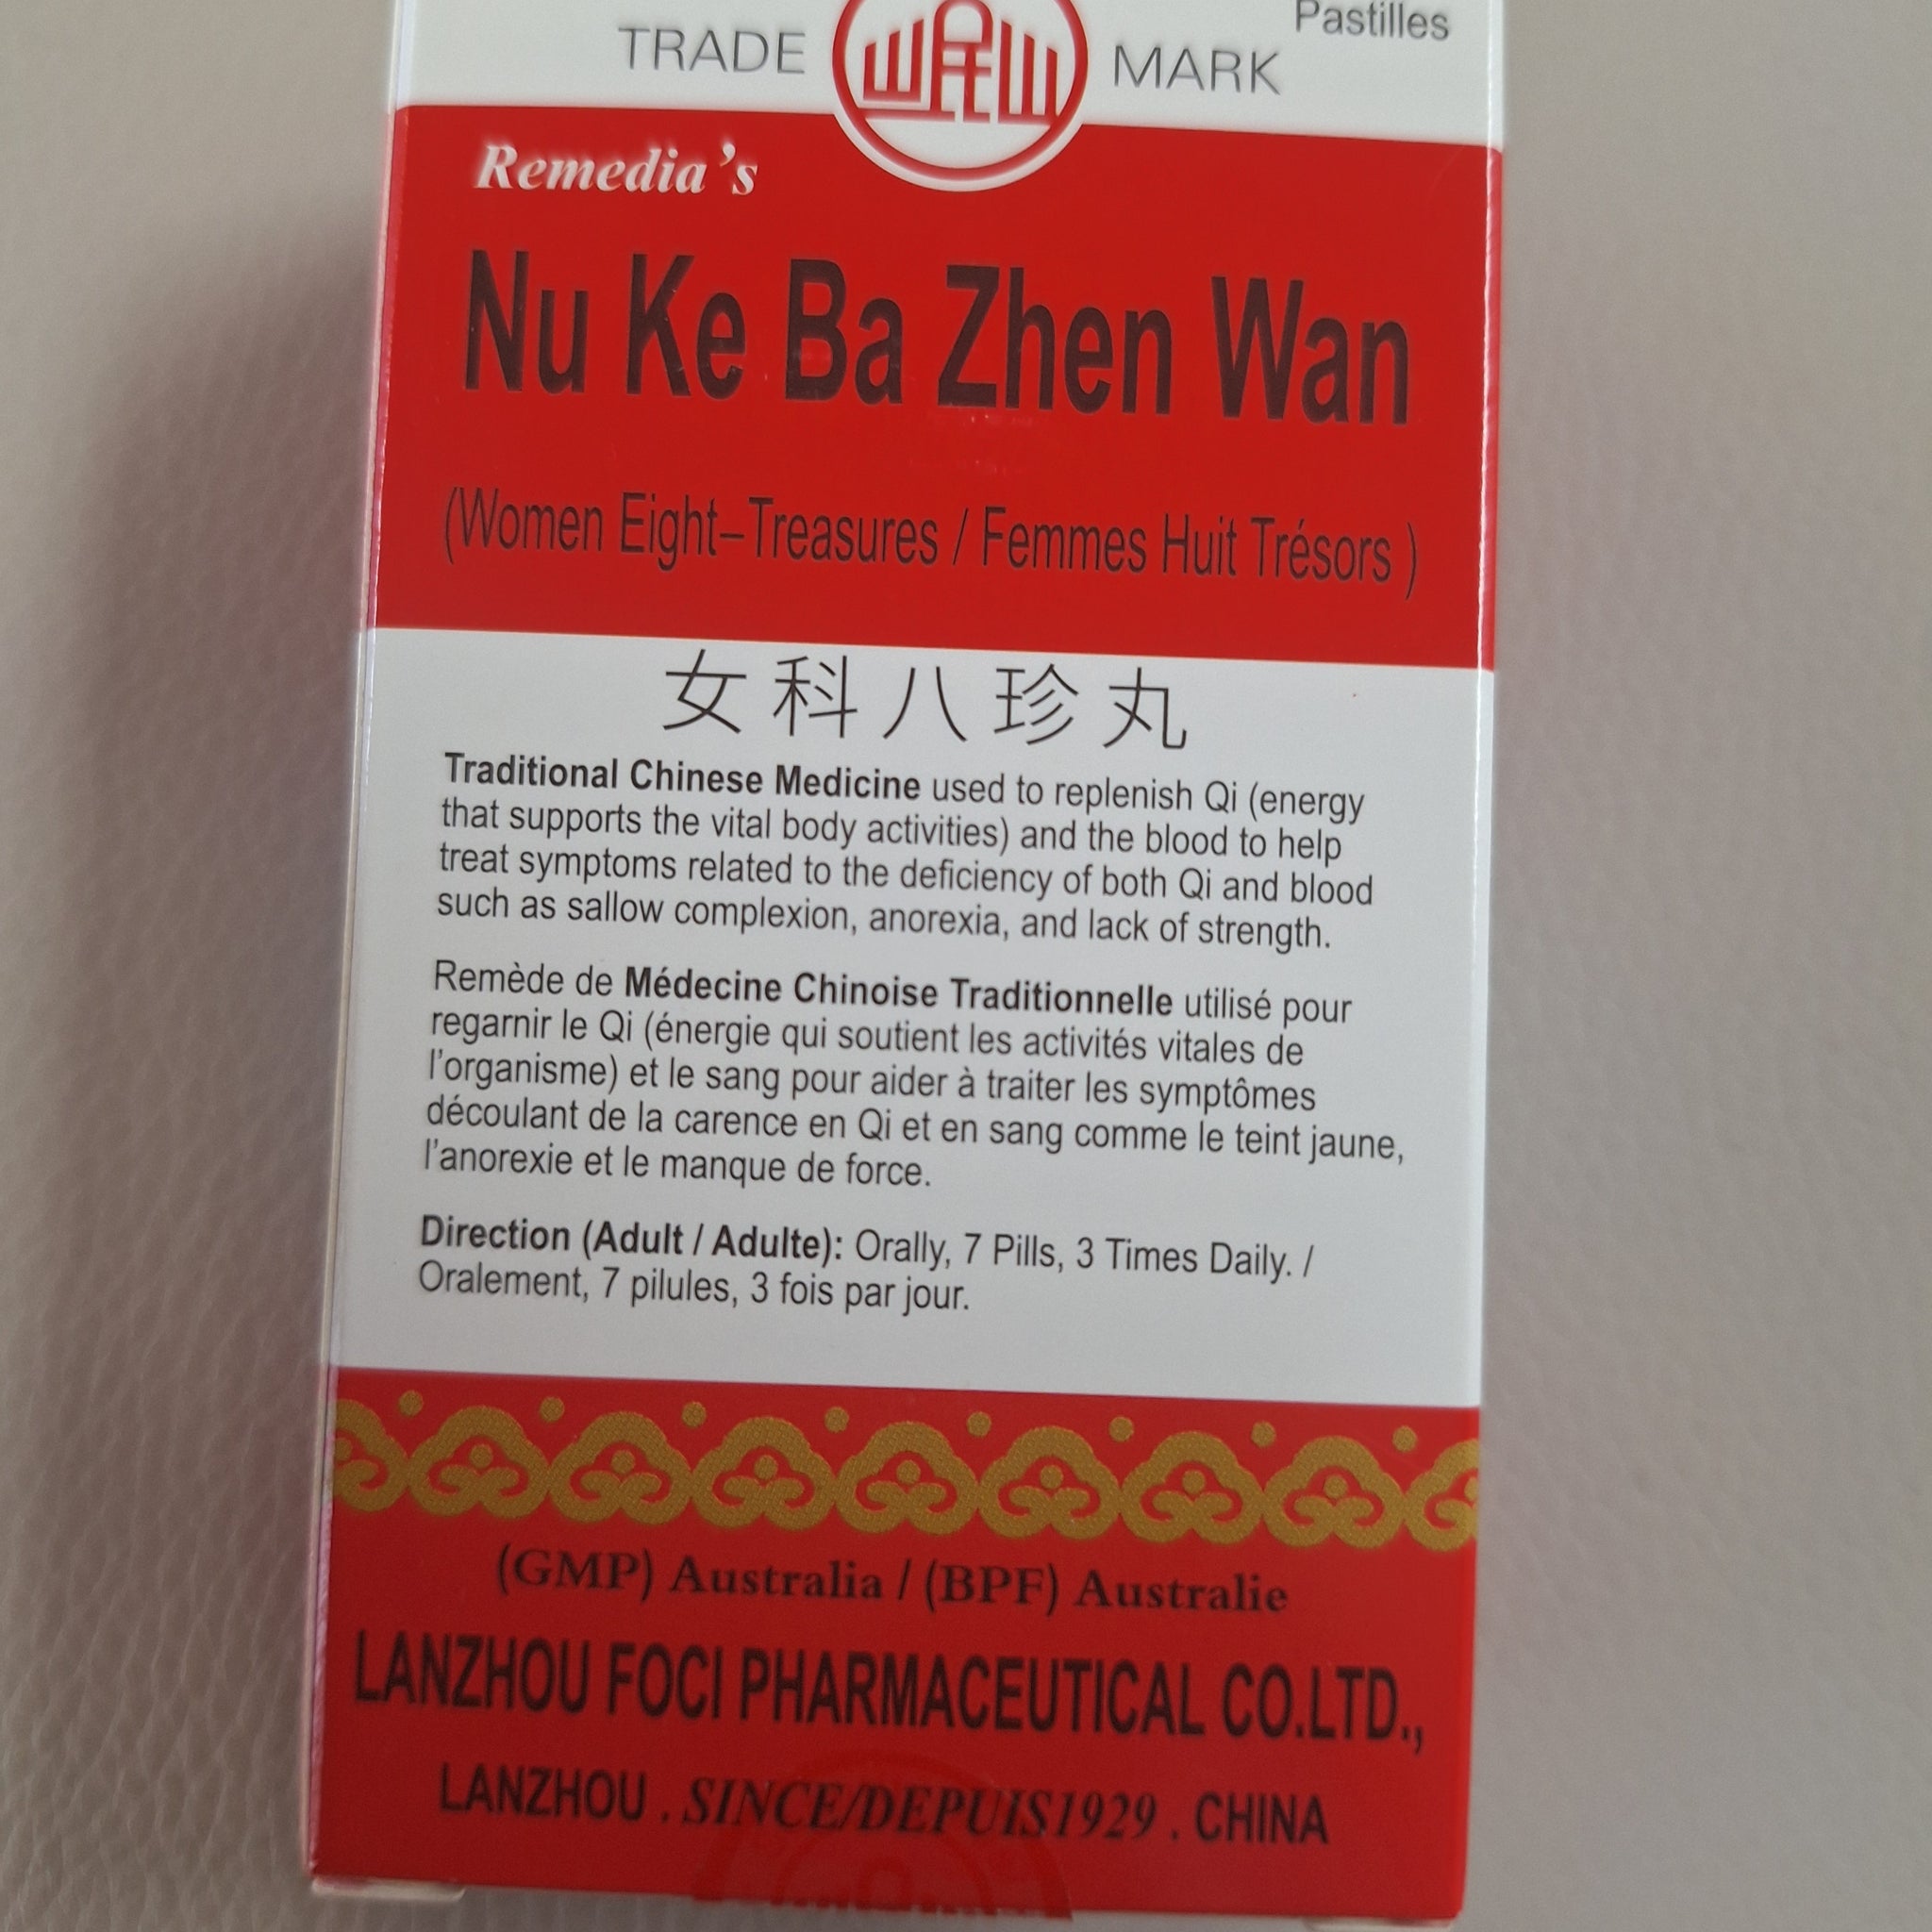 Pastilles
TRADE MARK
Remedia's
Nu Ke Ba Zhen Wan
(Women Eight–Treasures / Femmes Huit Trésors )
女科八珍丸
Traditional Chinese Medicine used to replenish Qi (energy
that supports the vital body activities) and the blood to help
treat symptoms related to the deficiency of both Qi and blood
such as sallow complexion, anorexia, and lack of strength.
Remède de Médecine Chinoise Traditionnelle utilisé pour
regarnir le Qi (énergie qui soutient les activités vitales de
l'organisme) et le sang pour aider à traiter les symptômes
découlant de la carence en Qi et en sang comme le teint jaune,
l'anorexie et le manque de force.
Direction (Adult / Adulte): Orally, 7 Pills, 3 Times Daily. /
Oralement, 7 pilules, 3 fois par jour.
(GMP) Australia / (BPF) Australie
LANZHOU FOCI PHARMACEUTICAL CO.LTD.,
LANZHOU . SINCE/DEPUIS1929 . CHINA